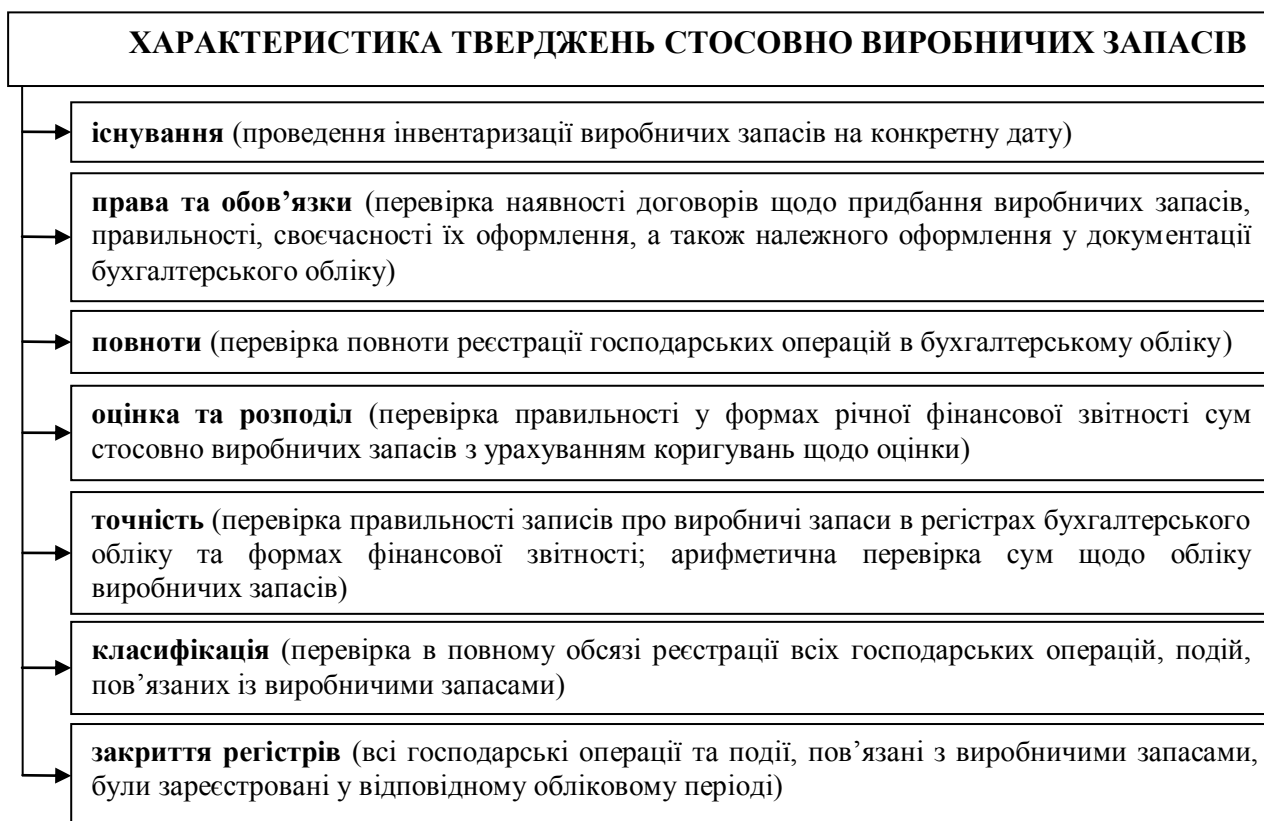 ХАРАКТЕРИСТИКА ТВЕРДЖЕНЬ СТОСОВНО ВИРОБНИЧИХ ЗАПАСІВ
існування (проведення інвентаризації виробничих запасів на конкретну дату)
права та обов’язки (перевірка наявності договорів щодо придбання виробничих запасів,
правильності, своєчасності їх оформлення, а також належного оформлення у документації
бухгалтерського обліку)
повноти (перевірка повноти реєстрації господарських операцій в бухгалтерському обліку)
оцінка та розподіл (перевірка правильності у формах річної фінансової звітності сум
стосовно виробничих запасів з урахуванням коригувань щодо оцінки)
точність (перевірка правильності записів про виробничі запаси в регістрах бухгалтерського
обліку та формах фінансової звітності; арифметична перевірка сум щодо обліку
виробничих запасів)
класифікація (перевірка в повному обсязі реєстрації всіх господарських операцій, подій,
пов’язаних із виробничими запасами)
закриття регістрів (всі господарські операції та події, пов’язані з виробничими запасами,
були зареєстровані у відповідному обліковому періоді)